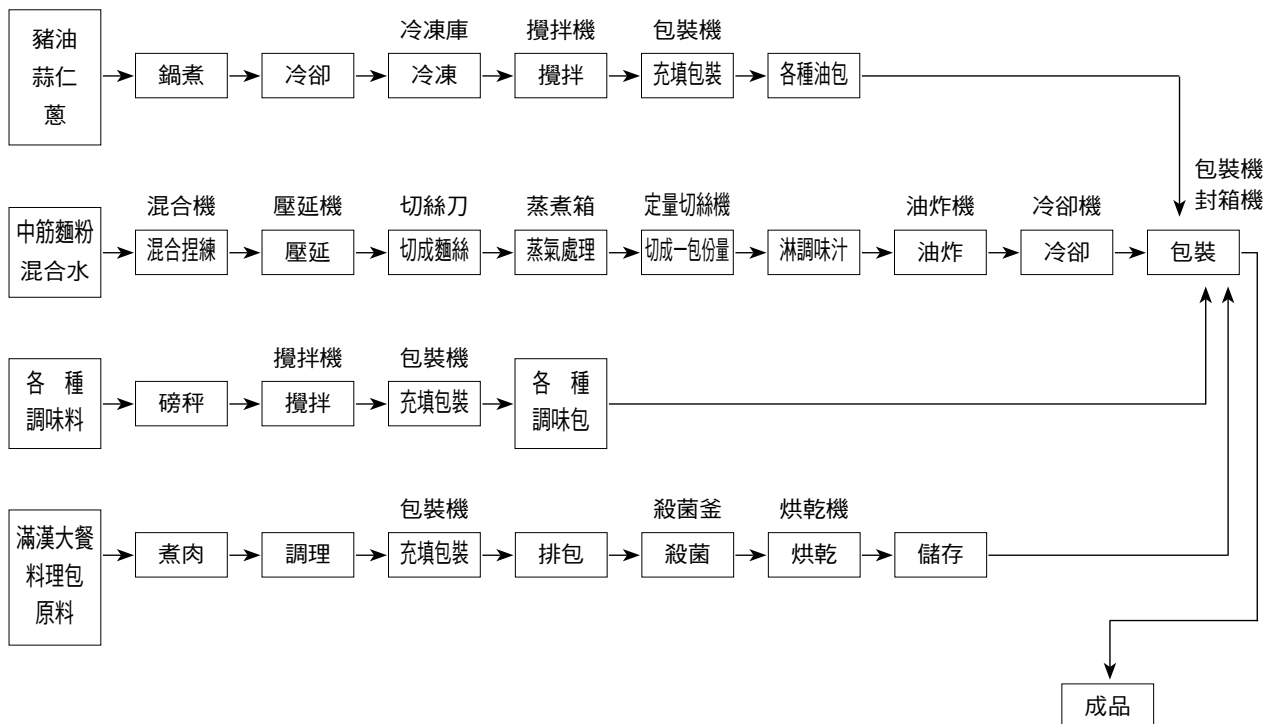 豬油
蒜仁
蔥
鍋煮
冷卻
冷凍庫
冷凍
攪拌機
攪拌
包裝機
充填包裝
各種油包
中筋麵粉
混合水
混合機
混合捏練
壓延機
壓延
切絲刀
切成麵絲
蒸煮箱
蒸氣處理
定量切絲機
切成一包份量
淋調味汁
油炸機
油炸
冷卻機
冷卻
包裝機
封箱機
包裝
各 種
調味料
磅秤
攪拌機
攪拌
包裝機
充填包裝
各 種
調味包
滿漢大餐
料理包
原料
煮肉
調理
包裝機
充填包裝
排包
殺菌釜
殺菌
烘乾機
烘乾
儲存
成品